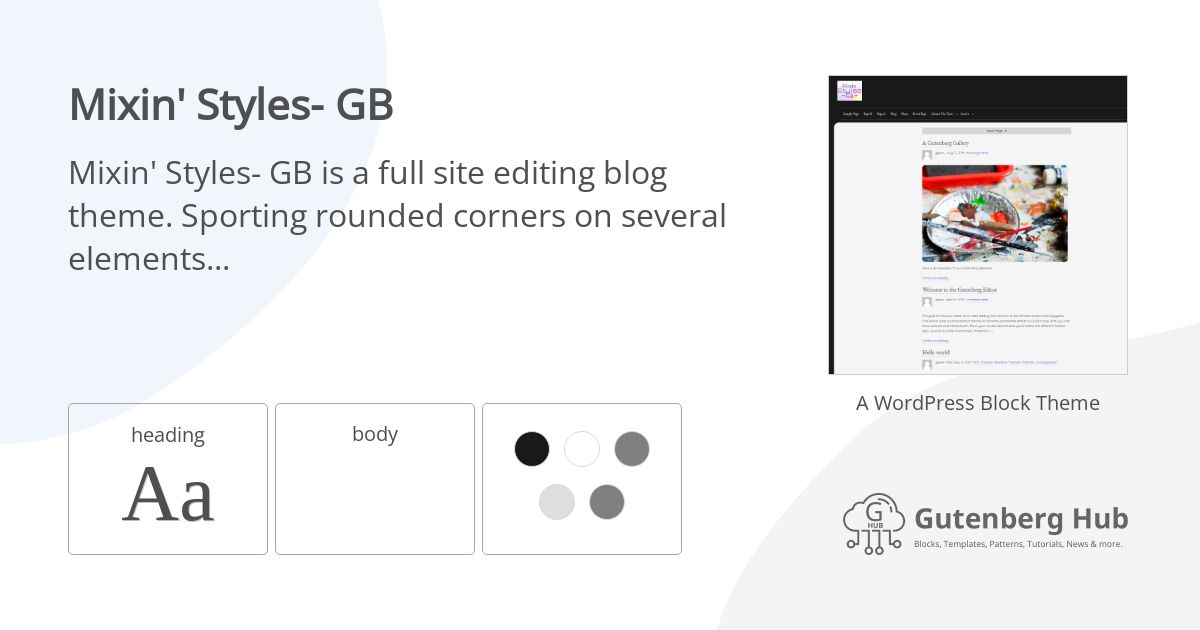 Mixin' Styles- GB
Mixin' Styles- GB is a full site editing blog
theme. Sporting rounded corners on several
elements...
heading
Aa
body
A Gutenberg Gallery
Welcome to the Gutenberg Editor
Hello world!
A WordPress Block Theme
G
HUB
Gutenberg Hub
Blocks, Templates, Patterns, Tutorials, News & more.